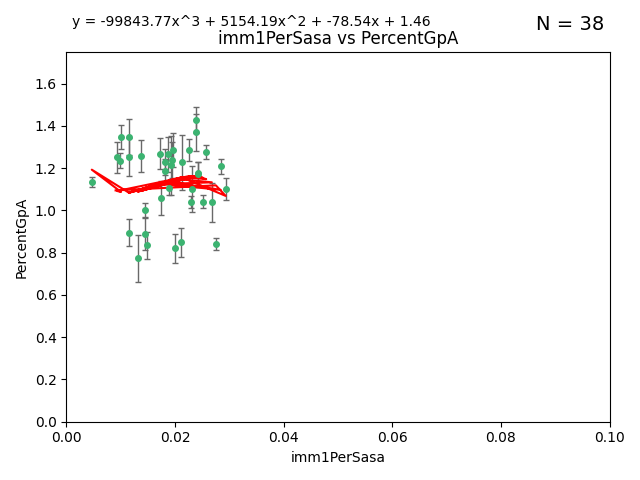 y = -99843.77x^3 + 5154.19x^2 + -78.54x + 1.46
N = 38
imm1PerSasa vs PercentGpA
PercentGpA
1.6
1.4
1.2
1.0
0.8
0.6
0.4
0.2
0.0
0.00 0.02 0.04 0.06 0.08 0.10
imm1PerSasa